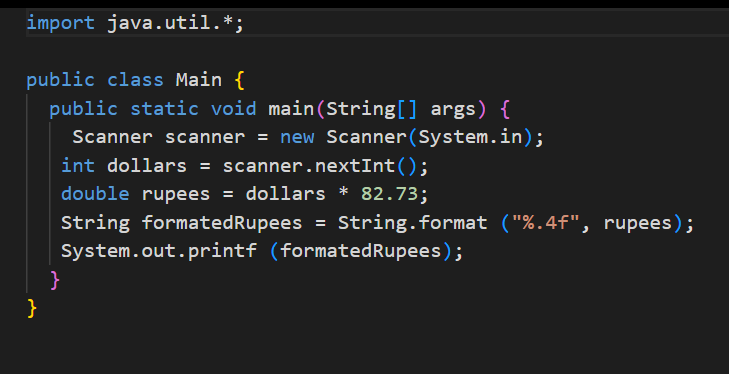 import java.util.*;
public class Main {
public static void main(String[] args) {
Scanner scanner = new Scanner(System.in);
int dollars = scanner.nextInt();
double rupees = dollars * 82.73;
String formatedRupees = String.format ("%.4f", rupees);
System.out.printf (formatedRupees);
}
}